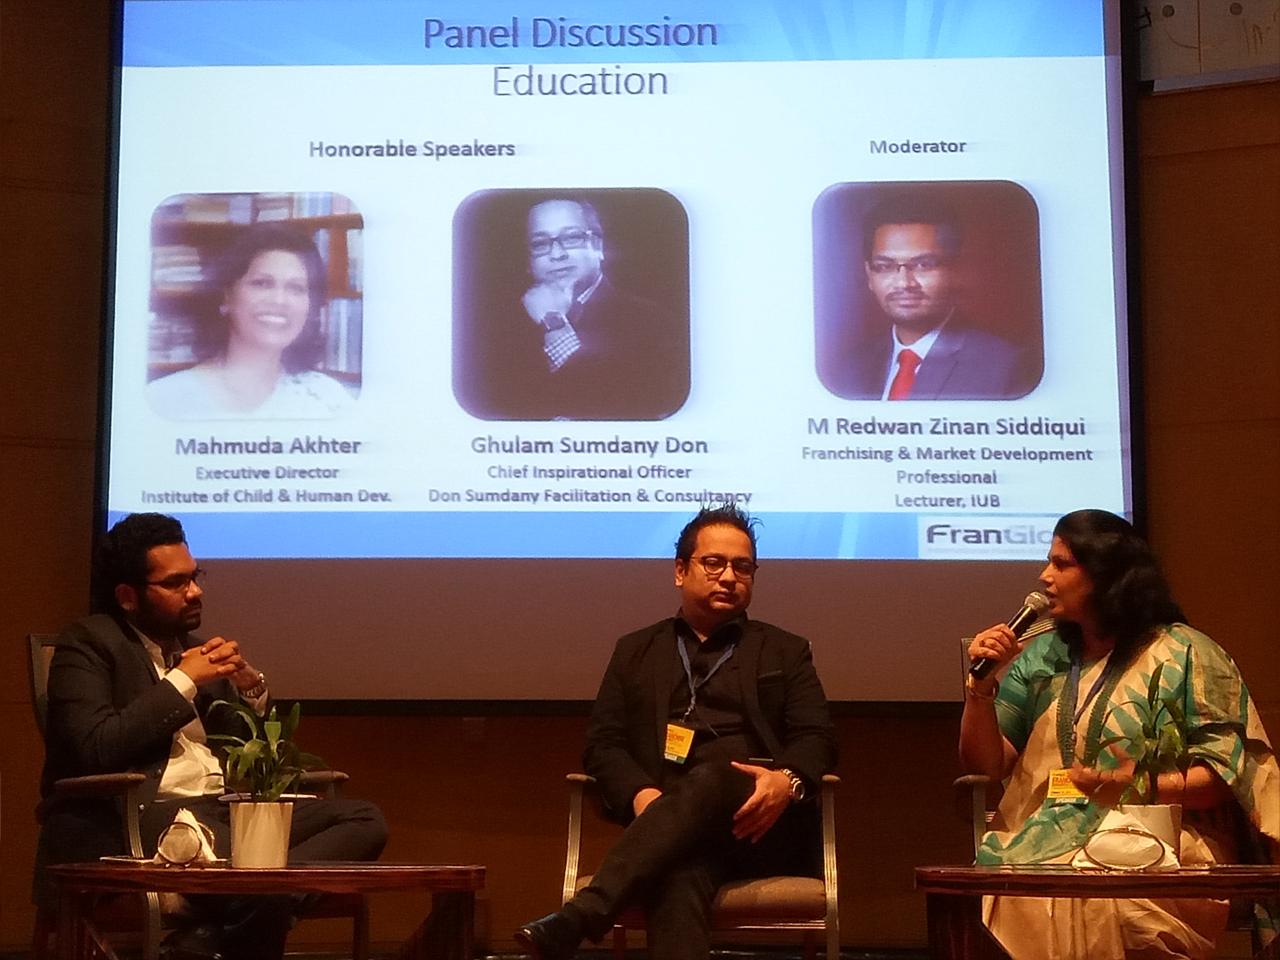 Panel Discussion
Education
Honorable Speakers
Moderator
Mahmuda Akhter
Executive Director
Institute of Child & Human Dev.
Ghulam Sumdany Don
Chief Inspirational Officer
Don Sumdany Facilitation & Consultancy
M Redwan Zinan Siddiqui
Franchising & Market Development
Professional
Lecturer, IUB
FranGlo